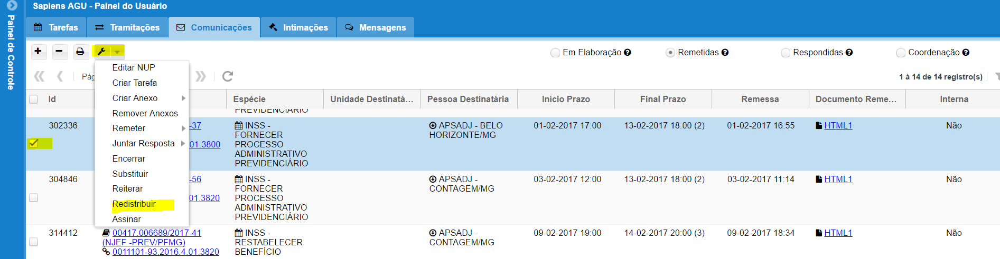 Sapiens AGU - Painel do Usuário
Painel de Controle
Tarefas
Tramitações
Comunicações
Intimações
Mensagens
Em Elaboração
Remetidas
Respondidas
Coordenação
Editar NUP
Criar Tarefa
Criar Anexo
Remover Anexos
Remeter
Juntar Resposta
Encerrar
Substituir
Reiterar
Redistribuir
Assinar
Pág
1 à 14 de 14 registro(s)
Id
Espécie
Unidade Destinatá...
Pessoa Destinatária
Início Prazo
Final Prazo
Remessa
Documento Reme...
Interna
PREVIDENCIÁRIO
302336
-37
01.3800
INSS -
FORNECER
PROCESSO
ADMINISTRATIVO
PREVIDENCIÁRIO
APSADJ - BELO
HORIZONTE/MG
01-02-2017 17:00
13-02-2017 18:00 (2)
01-02-2017 16:55
HTML1
Não
304846
-56
01.3820
INSS -
FORNECER
PROCESSO
ADMINISTRATIVO
PREVIDENCIÁRIO
APSADJ -
CONTAGEM/MG
03-02-2017 12:00
13-02-2017 18:00 (2)
03-02-2017 11:14
HTML1
Não
314412
00417.006689/2017-41
(NJEF -PREV/PFMG)
0011101-93.2016.4.01.3820
INSS -
RESTABELECER
BENEFÍCIO
APSADJ -
CONTAGEM/MG
09-02-2017 19:00
14-02-2017 20:00 (3)
09-02-2017 18:34
HTML1
Não